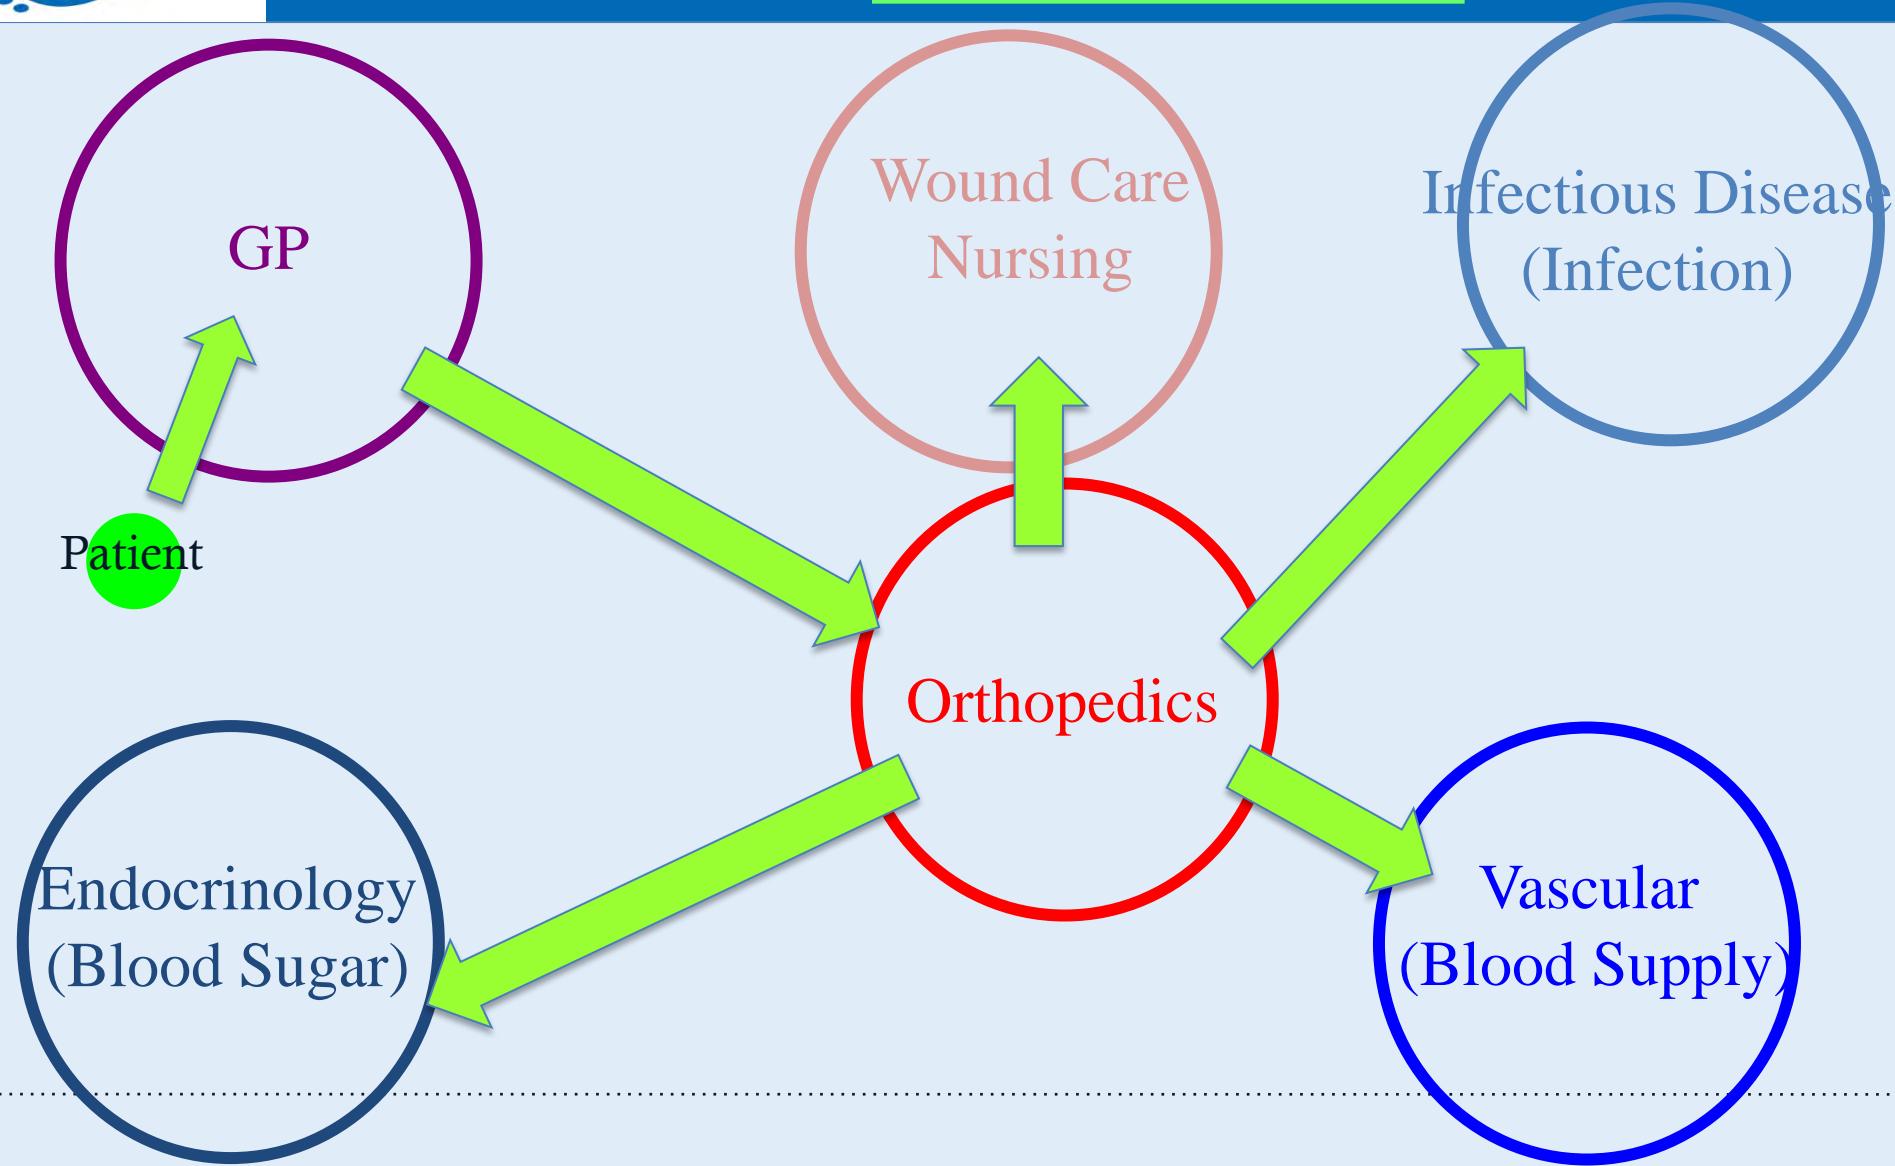 GP
Wound Care
Nursing
Infectious Disease
(Infection)
Patient
Orthopedics
Endocrinology
(Blood Sugar)
Vascular
(Blood Supply)